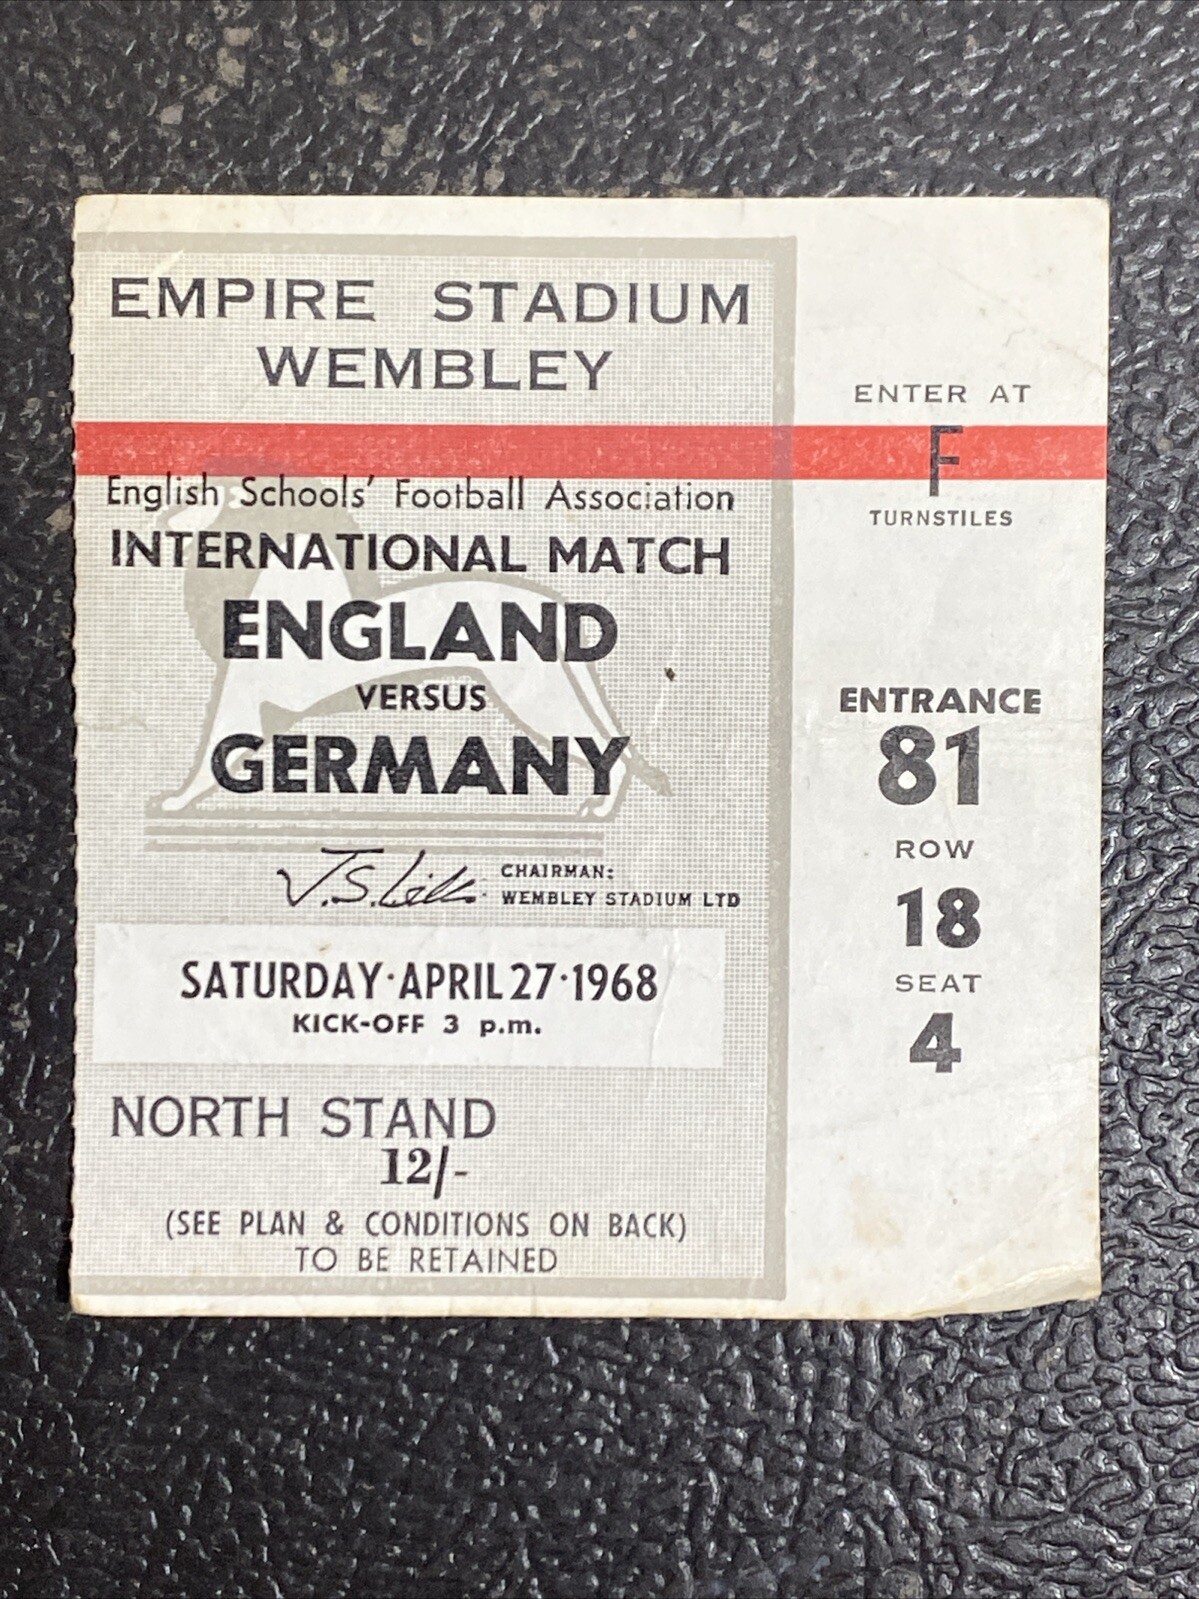 EMPIRE STADIUM
WEMBLEY
English Schools' Football Association
INTERNATIONAL MATCH
ENGLAND
VERSUS
GERMANY
CHAIRMAN:
WEMBLEY STADIUM LTD
SATURDAY·APRIL 27·1968
KICK-OFF 3 p.m.
NORTH STAND
12/-
(SEE PLAN & CONDITIONS ON BACK)
TO BE RETAINED
ENTER AT
F
TURNSTILES
ENTRANCE
81
ROW
18
SEAT
4